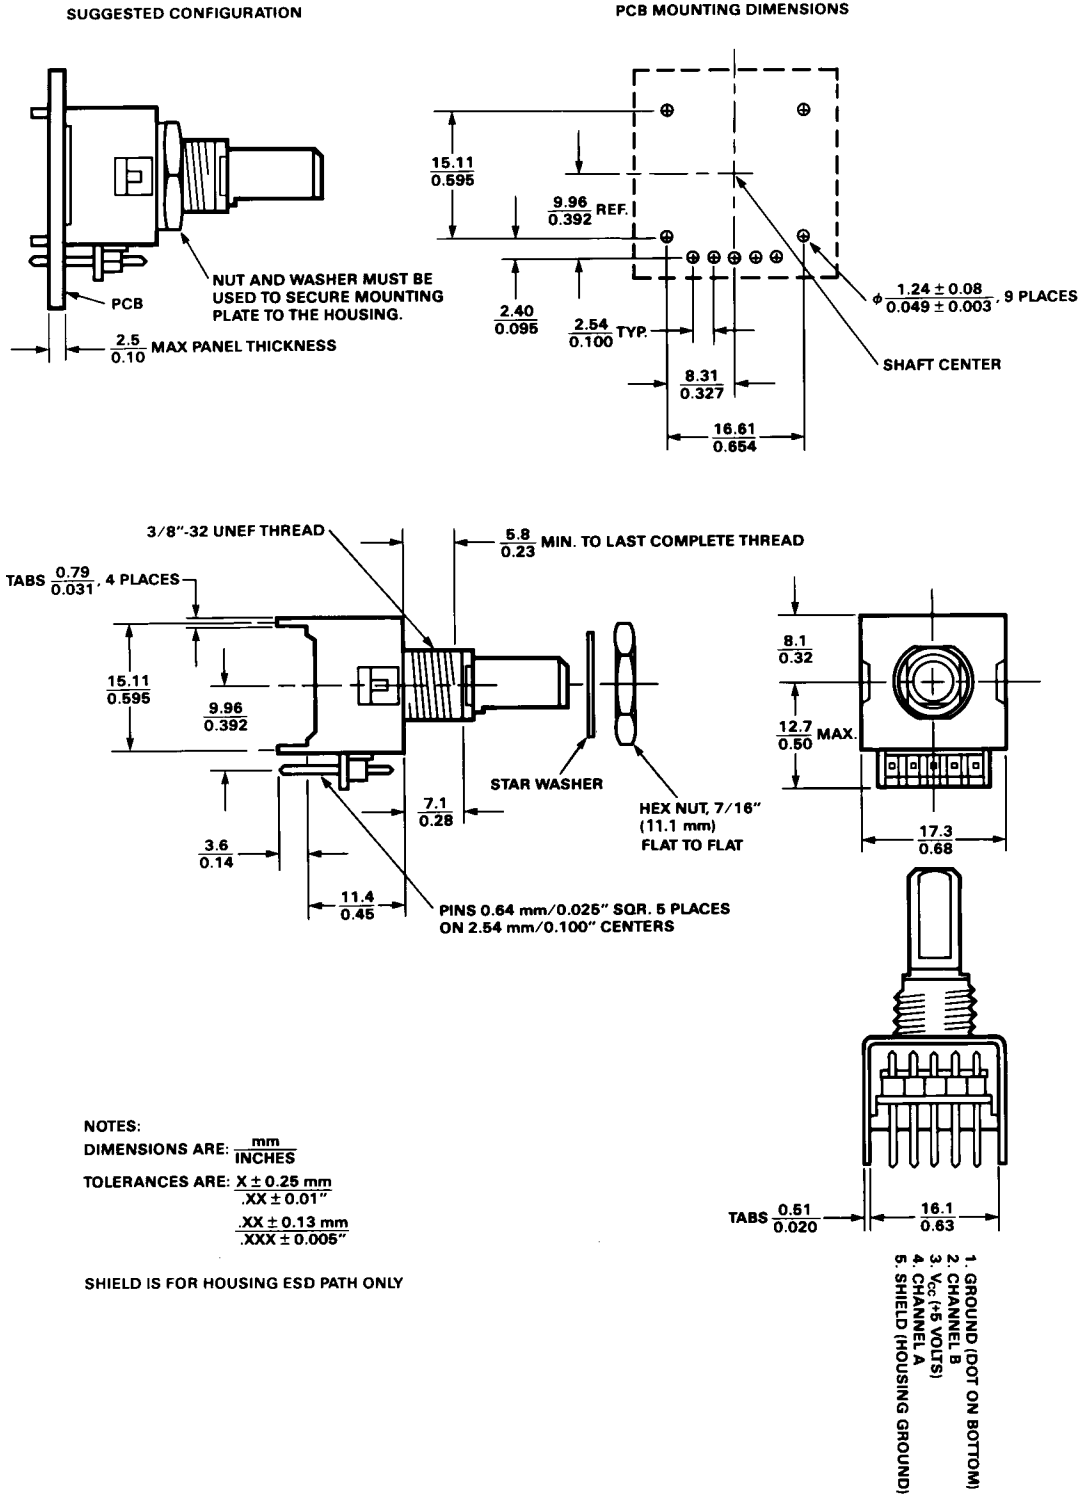 SUGGESTED CONFIGURATION
PCB MOUNTING DIMENSIONS
15.11
0.595
9.96
0.392
REF.
NUT AND WASHER MUST BE
USED TO SECURE MOUNTING
PLATE TO THE HOUSING.
PCB
2.5
0.10
MAX PANEL THICKNESS
2.40
0.095
2.54
0.100
TYP.
ϕ 1.24 ± 0.08
0.049 ± 0.003
, 9 PLACES
SHAFT CENTER
8.31
0.327
16.61
0.654
3/8"-32 UNEF THREAD
5.8
0.23
MIN. TO LAST COMPLETE THREAD
TABS 0.79
0.031
, 4 PLACES
15.11
0.595
9.96
0.392
8.1
0.32
12.7
0.50
MAX.
STAR WASHER
7.1
0.28
HEX NUT, 7/16"
(11.1 mm)
FLAT TO FLAT
17.3
0.68
3.6
0.14
11.4
0.45
PINS 0.64 mm/0.025" SQR. 5 PLACES
ON 2.54 mm/0.100" CENTERS
NOTES:
DIMENSIONS ARE: mm
INCHES
TOLERANCES ARE: X ± 0.25 mm
.XX ± 0.01"
.XX ± 0.13 mm
.XXX ± 0.005"
SHIELD IS FOR HOUSING ESD PATH ONLY
TABS 0.51
0.020
16.1
0.63
1. GROUND (DOT ON BOTTOM)
2. CHANNEL B
3. VCC (+5 VOLTS)
4. CHANNEL A
5. SHIELD (HOUSING GROUND)